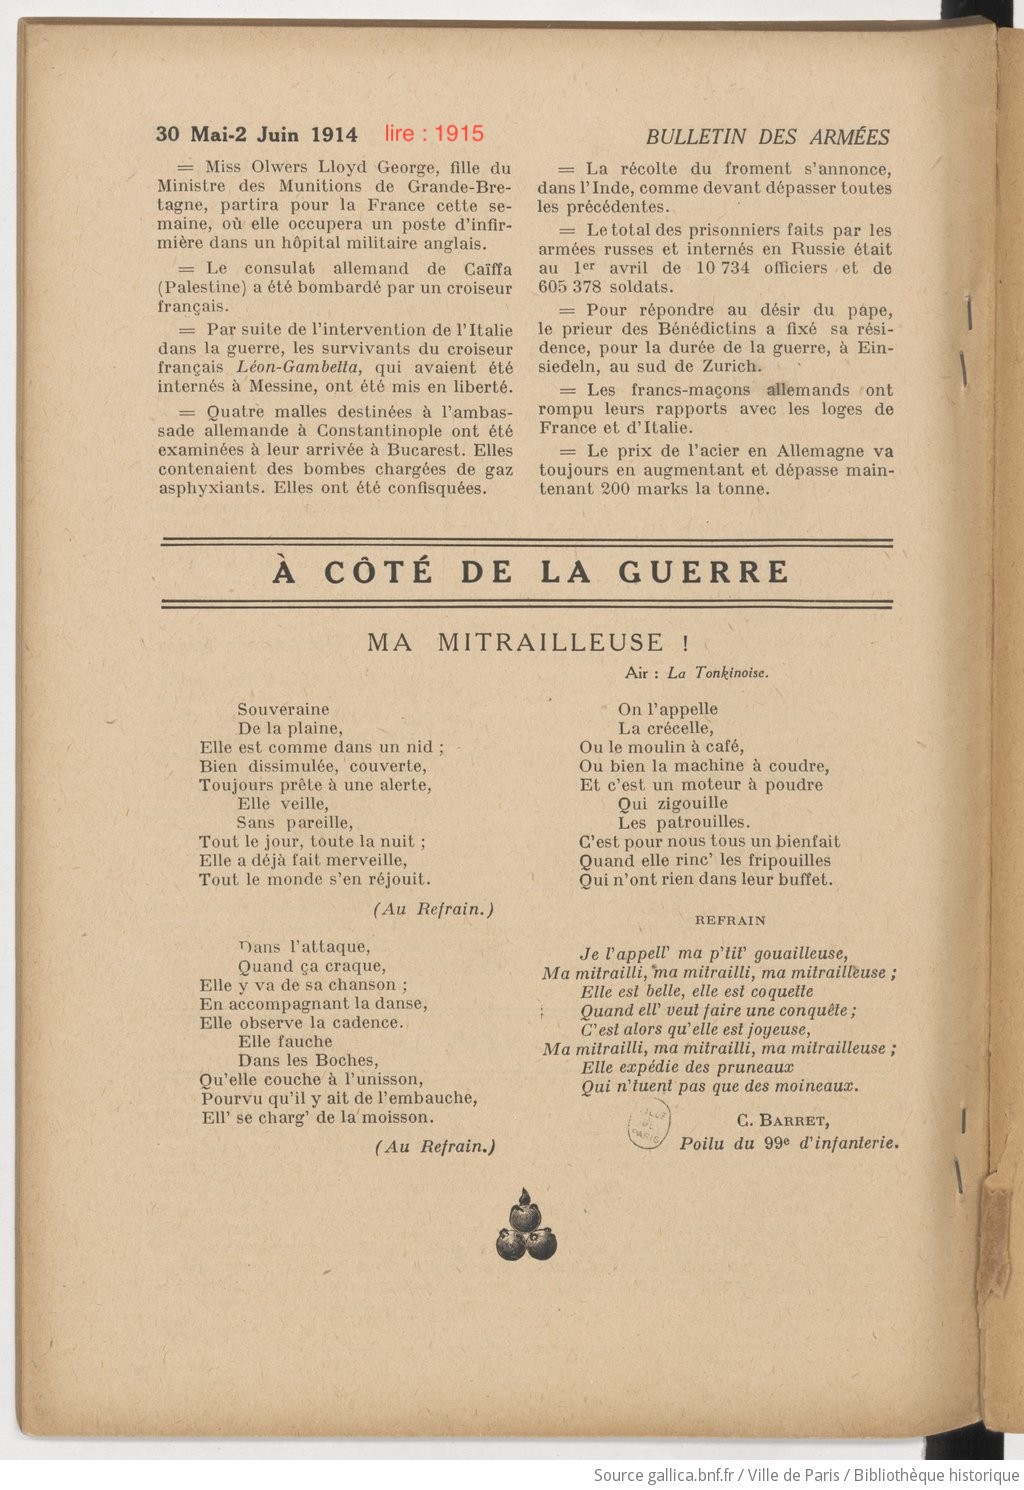 30 Mai-2 Juin 1914 lire : 1915 BULLETIN DES ARMÉES
= Miss Olwers Lloyd George, fille du
Ministre des Munitions de Grande-Bre-
tagne, partira pour la France cette se-
maine, où elle occupera un poste d'infir-
mière dans un hôpital militaire anglais.
= Le consulat allemand de Caïffa
(Palestine) a été bombardé par un croiseur
français.
= Par suite de l'intervention de l'Italie
dans la guerre, les survivants du croiseur
français Léon-Gambetta, qui avaient été
internés à Messine, ont été mis en liberté.
= Quatre malles destinées à l'ambas-
sade allemande à Constantinople ont été
examinées à leur arrivée à Bucarest. Elles
contenaient des bombes chargées de gaz
asphyxiants. Elles ont été confisquées.
= La récolte du froment s'annonce,
dans l'Inde, comme devant dépasser toutes
les précédentes.
= Le total des prisonniers faits par les
armées russes et internés en Russie était
au 1er avril de 10 734 officiers et de
605 378 soldats.
= Pour répondre au désir du pape,
le prieur des Bénédictins a fixé sa rési-
dence, pour la durée de la guerre, à Ein-
siedeln, au sud de Zurich.
= Les francs-maçons allemands ont
rompu leurs rapports avec les loges de
France et d'Italie.
= Le prix de l'acier en Allemagne va
toujours en augmentant et dépasse main-
tenant 200 marks la tonne.
À CÔTÉ DE LA GUERRE
MA MITRAILLEUSE !
Air : La Tonkinoise.
Souveraine
De la plaine,
Elle est comme dans un nid ;
Bien dissimulée, couverte,
Toujours prête à une alerte,
Elle veille,
Sans pareille,
Tout le jour, toute la nuit ;
Elle a déjà fait merveille,
Tout le monde s'en réjouit.
(Au Refrain.)
Dans l'attaque,
Quand ça craque,
Elle y va de sa chanson ;
En accompagnant la danse,
Elle observe la cadence.
Elle fauche
Dans les Boches,
Qu'elle couche à l'unisson,
Pourvu qu'il y ait de l'embauche,
Ell' se charg' de la moisson.
(Au Refrain.)
On l'appelle
La crécelle,
Ou le moulin à café,
Ou bien la machine à coudre,
Et c'est un moteur à poudre
Qui zigouille
Les patrouilles.
C'est pour nous tous un bienfait
Quand elle rinc' les fripouilles
Qui n'ont rien dans leur buffet.
REFRAIN
Je l'appell' ma p'tit' gouailleuse,
Ma mitrailli, ma mitrailli, ma mitrailleuse ;
Elle est belle, elle est coquette
Quand ell' veut faire une conquête ;
C'est alors qu'elle est joyeuse,
Ma mitrailli, ma mitrailli, ma mitrailleuse ;
Elle expédie des pruneaux
Qui n'tuent pas que des moineaux.
C. BARRET,
Poilu du 99e d'infanterie.
VILLE
DE
PARIS
Source gallica.bnf.fr / Ville de Paris / Bibliothèque historique